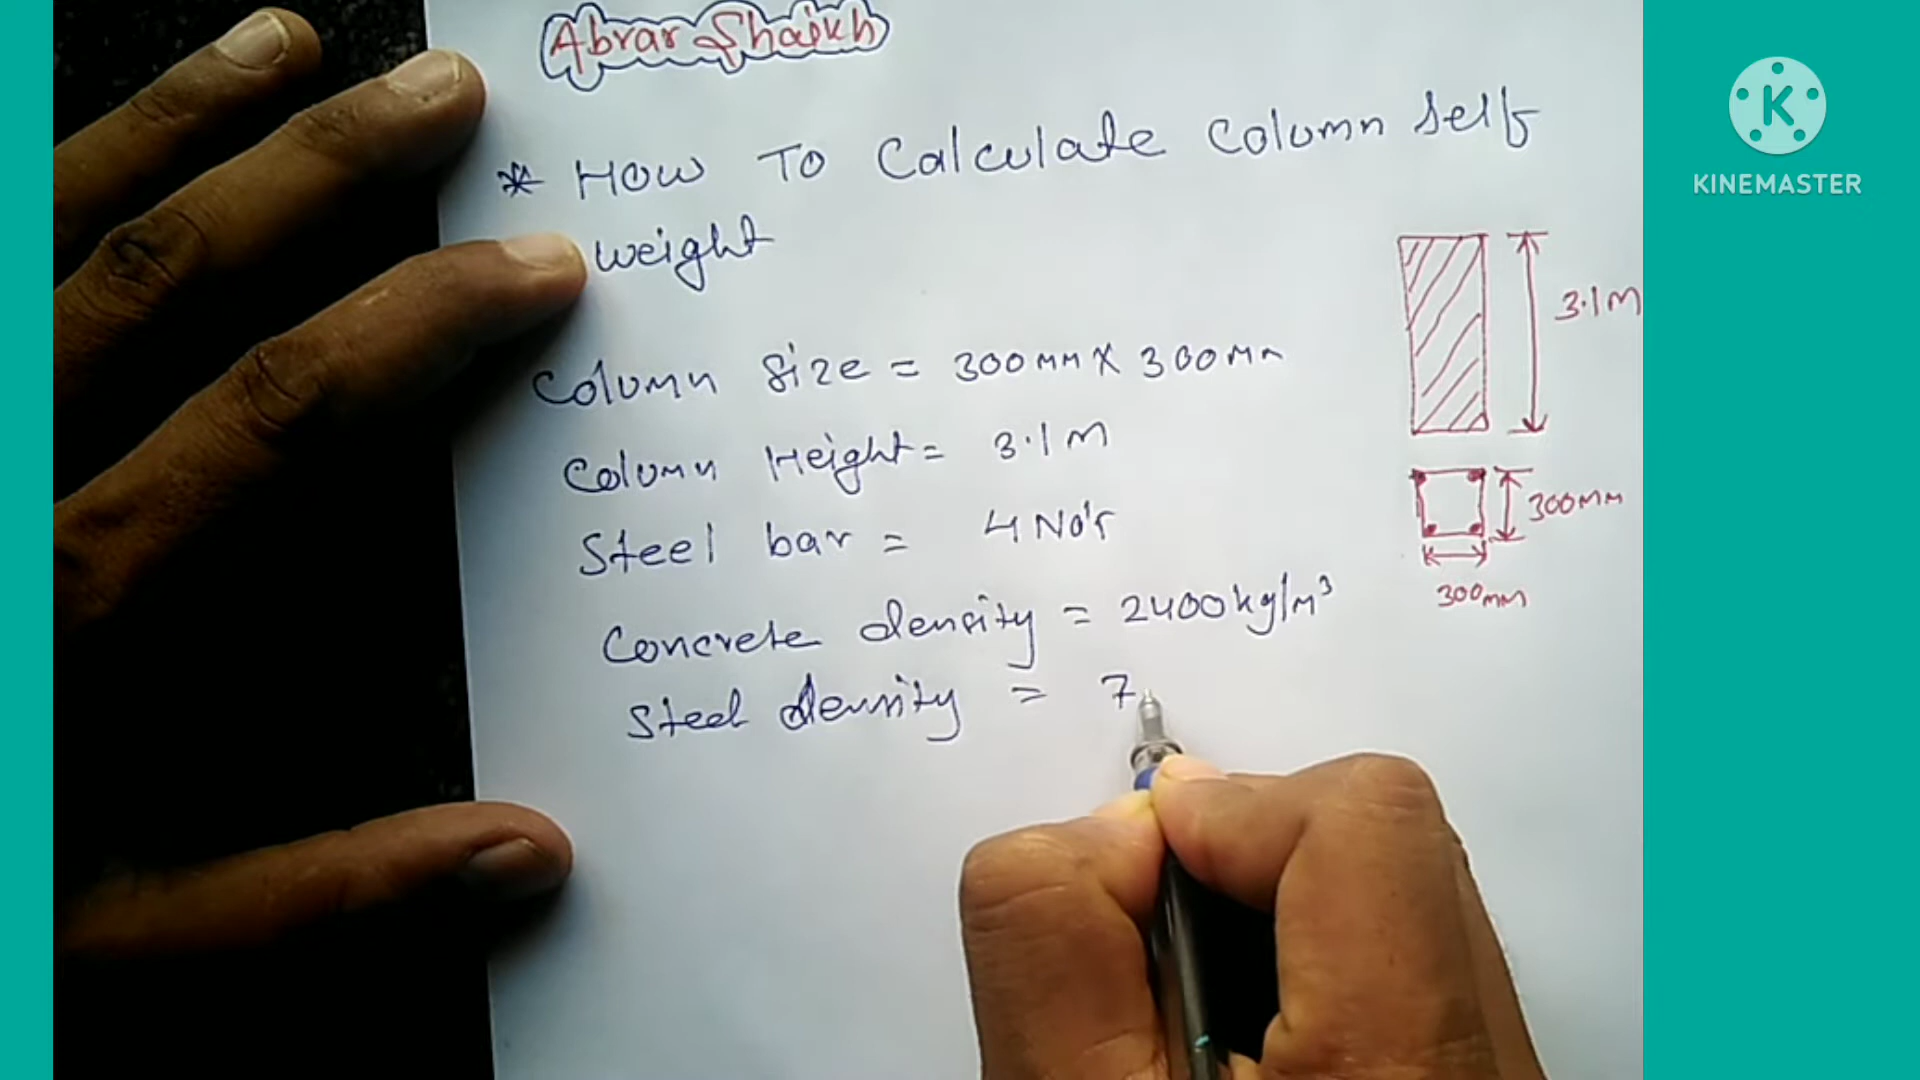 Abrar Shaikh
* HOW TO Calculate Column self
weight
Column Size = 300mm X 300mm
Column Height = 3.1M
Steel bar = 4 No's
Concrete density = 2400kg/m³
Steel density = 7
3.1M
300mm
300mm
KINEMASTER